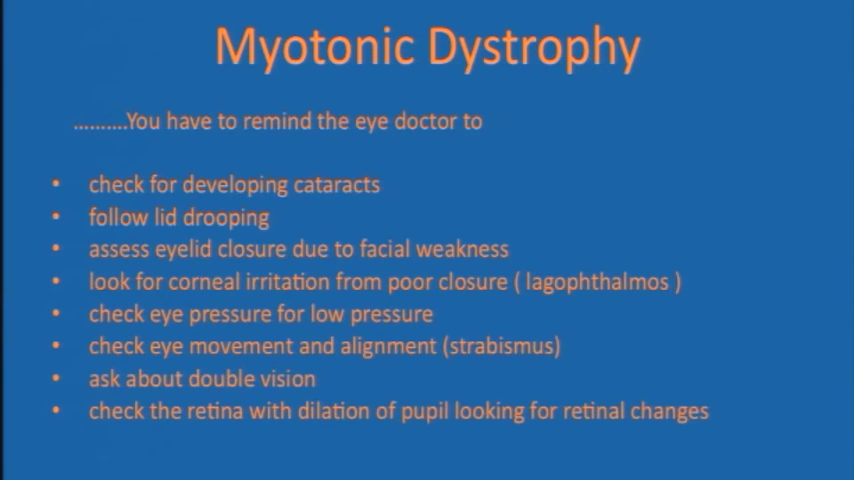 Myotonic Dystrophy
..........You have to remind the eye doctor to
• check for developing cataracts
• follow lid drooping
• assess eyelid closure due to facial weakness
• look for corneal irritation from poor closure ( lagophthalmos )
• check eye pressure for low pressure
• check eye movement and alignment (strabismus)
• ask about double vision
• check the retina with dilation of pupil looking for retinal changes